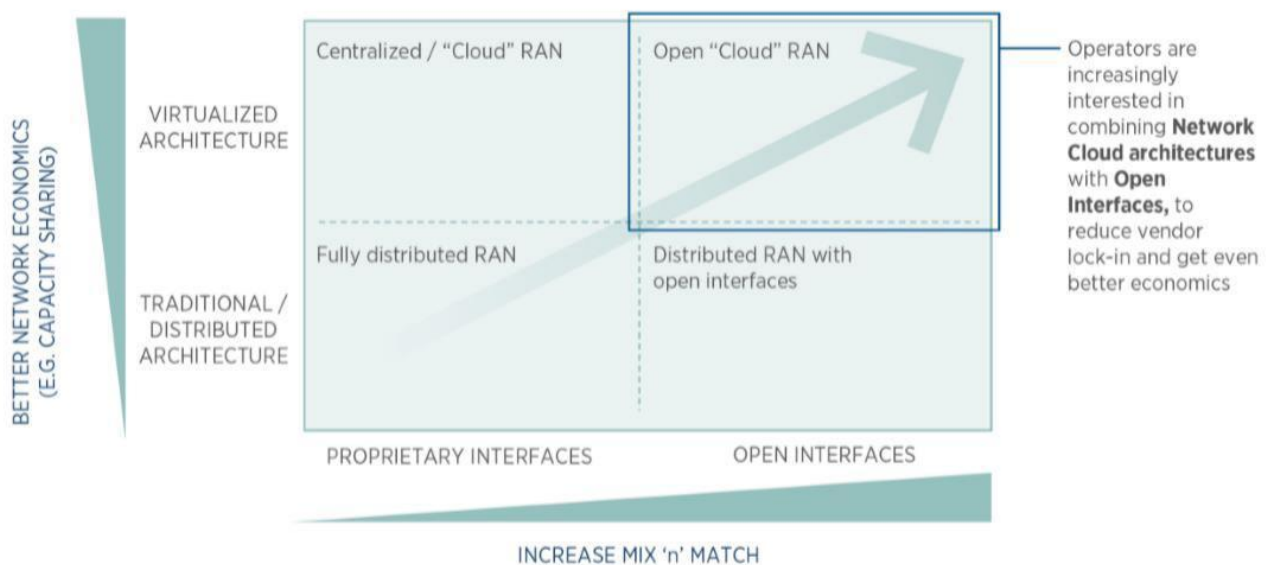 BETTER NETWORK ECONOMICS
(E.G. CAPACITY SHARING)
VIRTUALIZED
ARCHITECTURE
TRADITIONAL /
DISTRIBUTED
ARCHITECTURE
Centralized / “Cloud” RAN
Open “Cloud” RAN
Fully distributed RAN
Distributed RAN with
open interfaces
Operators are
increasingly
interested in
combining Network
Cloud architectures
with Open
Interfaces, to
reduce vendor
lock-in and get even
better economics
PROPRIETARY INTERFACES
OPEN INTERFACES
INCREASE MIX ‘n’ MATCH